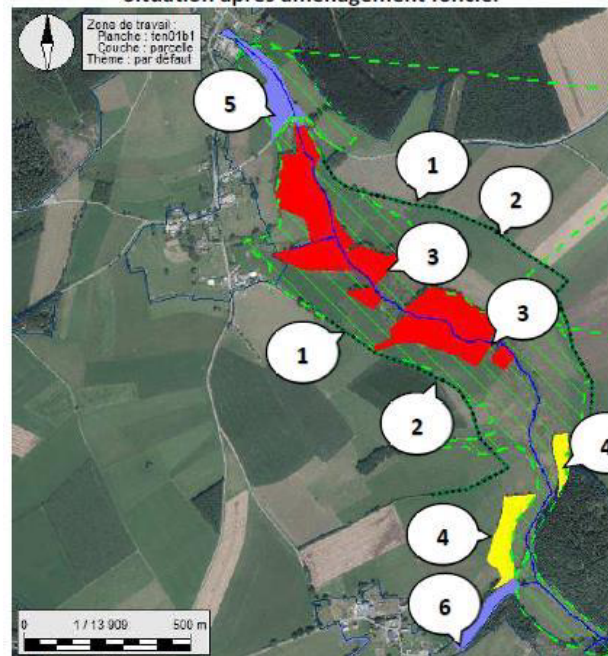 Situation après aménagement foncier
Zone de travail :
Planche : ten01b1
Couche : parcelle
Thème : par défaut
5
1
2
3
3
1
2
4
4
6
0 1 / 13 909 500 m